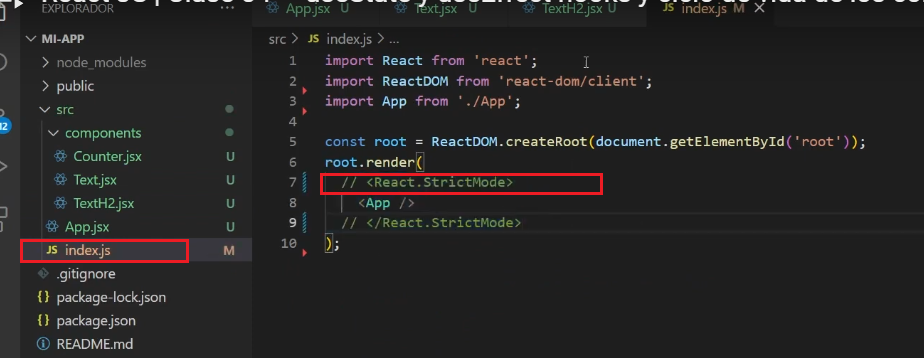 EXPLORADOR
MI-APP
node_modules
public
src
components
Counter.jsx U
Text.jsx U
TextH2.jsx U
App.jsx U
JS index.js M
.gitignore
{} package-lock.json
{} package.json
README.md
App.jsx Text.jsx U TextH2.jsx U JS index.js M
src > JS index.js > ...
1 import React from 'react';
2 import ReactDOM from 'react-dom/client';
3 import App from './App';
4
5 const root = ReactDOM.createRoot(document.getElementById('root'));
6 root.render(
7 // <React.StrictMode>
8 <App />
9 // </React.StrictMode>
10 );